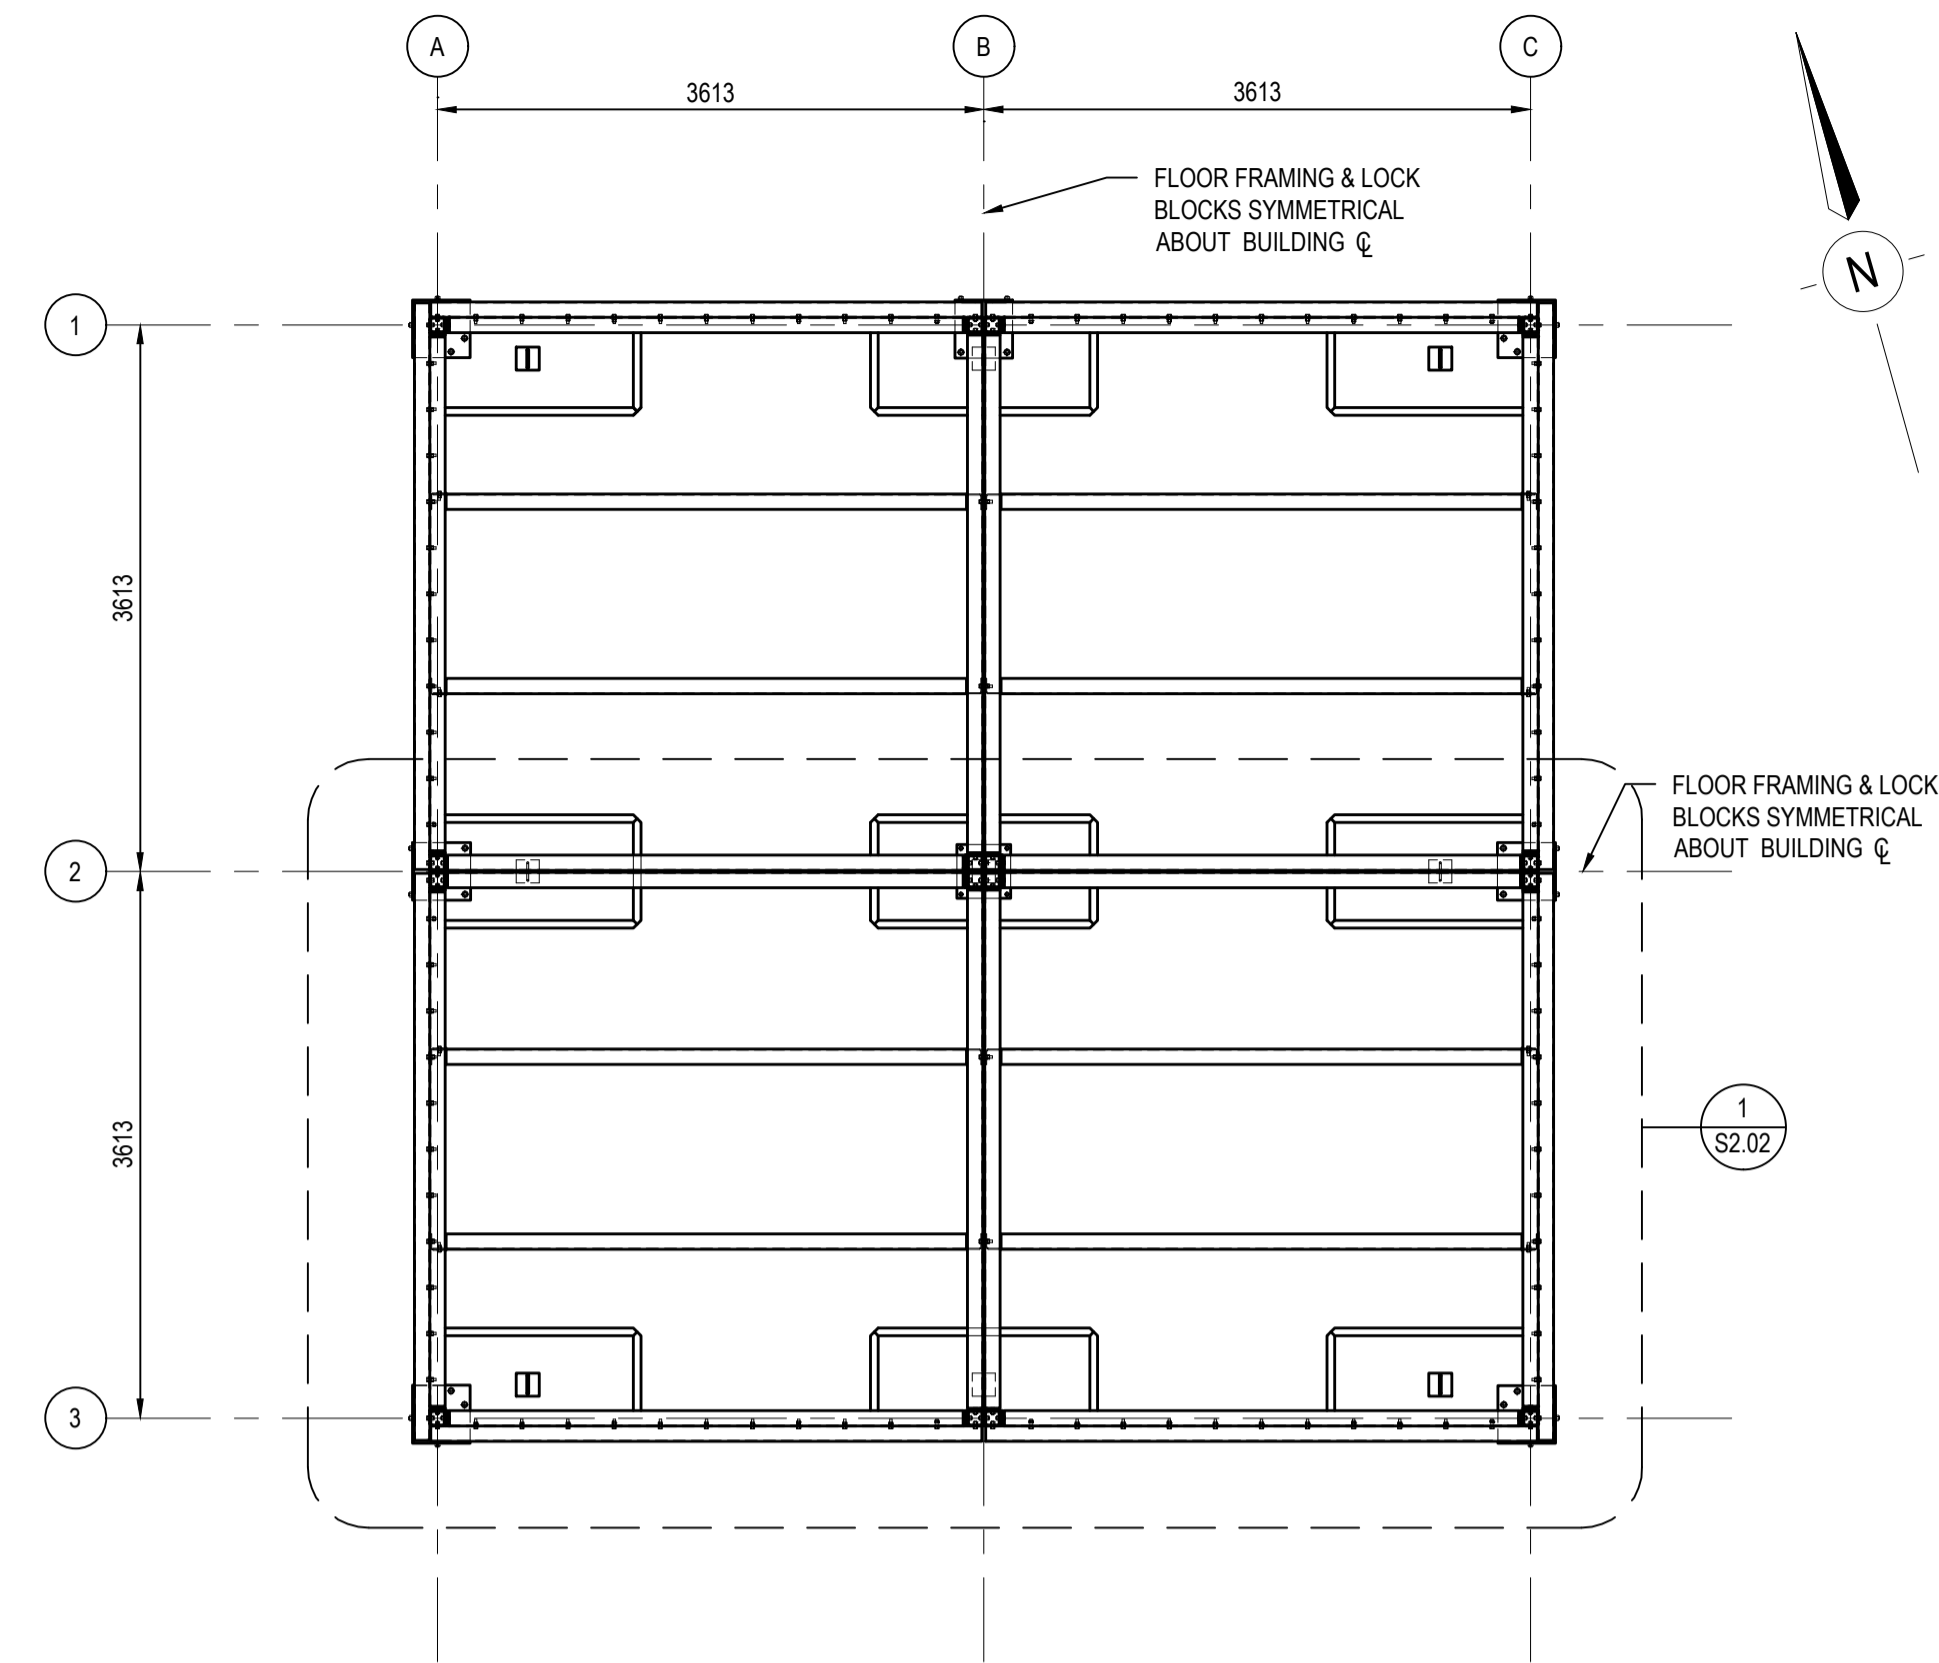 A
B
C
3613
3613
FLOOR FRAMING & LOCK
BLOCKS SYMMETRICAL
ABOUT BUILDING ℄
N
1
3613
FLOOR FRAMING & LOCK
BLOCKS SYMMETRICAL
ABOUT BUILDING ℄
2
3613
1
S2.02
3